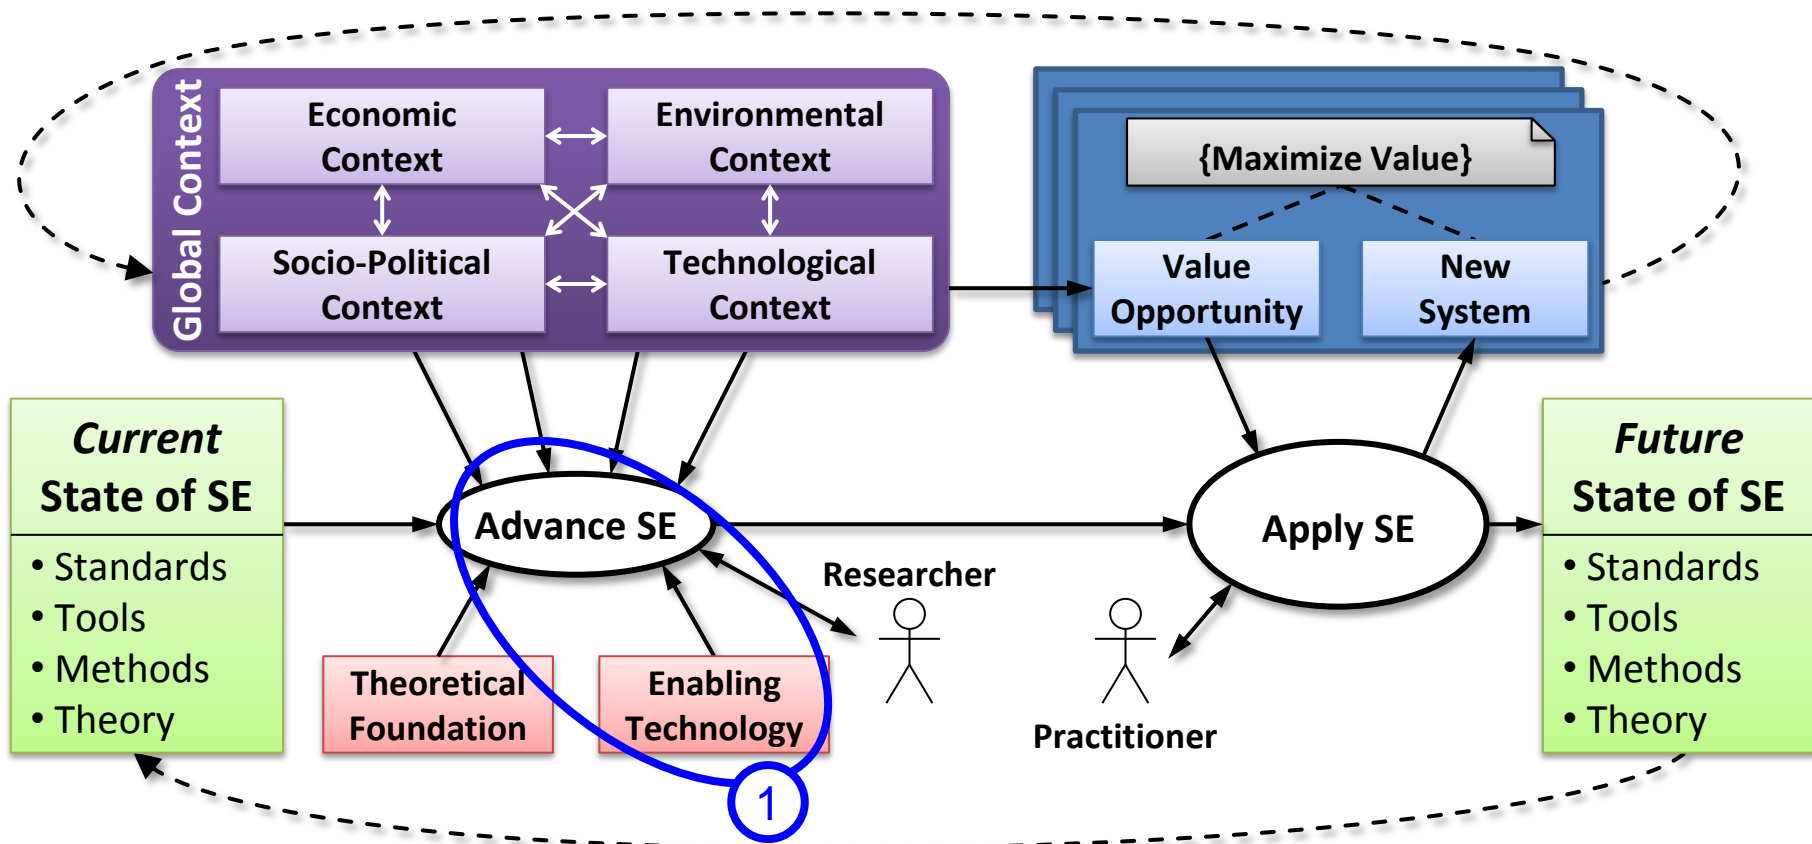 Global Context
Economic
Context
Environmental
Context
Socio-Political
Context
Technological
Context
{Maximize Value}
Value
Opportunity
New
System
Current
State of SE
• Standards
• Tools
• Methods
• Theory
Advance SE
Theoretical
Foundation
Enabling
Technology
1
Researcher
Practitioner
Apply SE
Future
State of SE
• Standards
• Tools
• Methods
• Theory